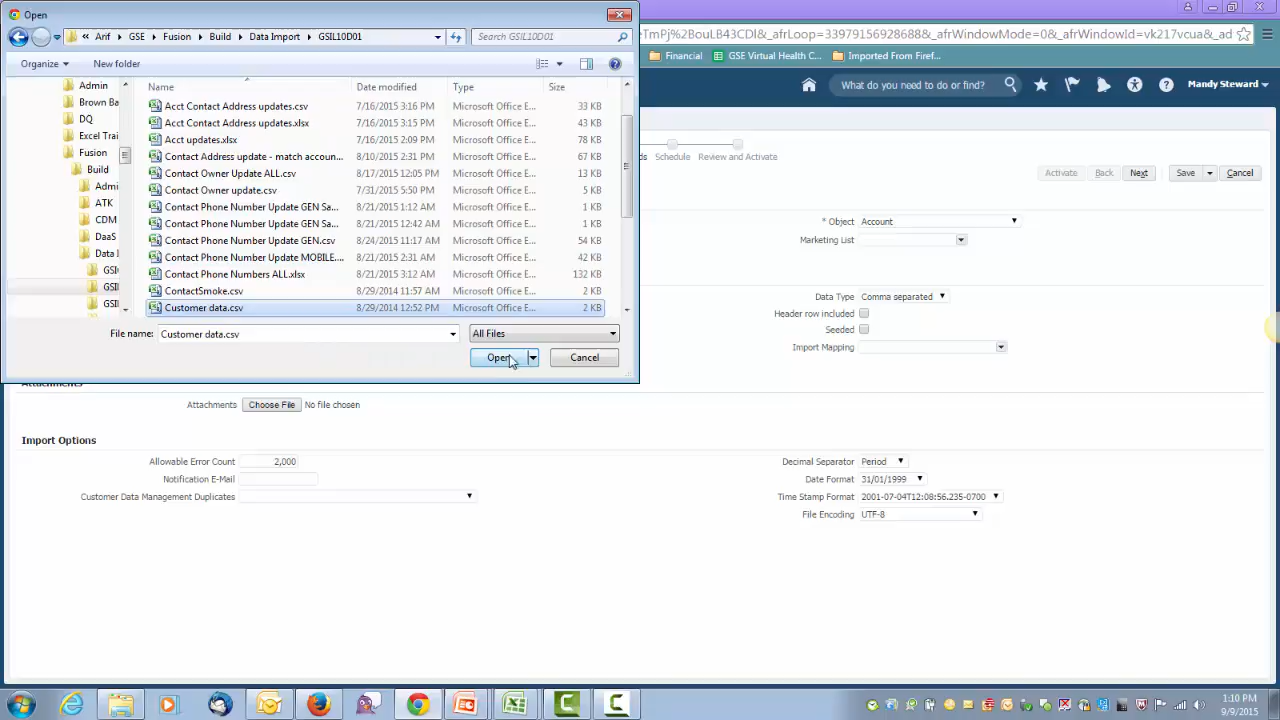 Open
Arif GSE Fusion Build Data Import GSIL10D01
Search GSIL10D01
TmPj%2BouLB43CDI&_afrLoop=33979156928688&_afrWindowMode=0&_afrWindowId=vk217vcua&_ad
Financial GSE Virtual Health C... Imported From Firef...
Organize New folder
What do you need to do or find? Mandy Steward
Name Date modified Type Size
Admin
Brown Ba
DQ
Excel Trai
Fusion
Build
Admi
ATK
CDM
DaaS
Data I
GSI
GSI
GSI
Acct Contact Address updates.csv 7/16/2015 3:16 PM Microsoft Office E... 33 KB
Acct Contact Address updates.xlsx 7/16/2015 3:15 PM Microsoft Office E... 43 KB
Acct updates.xlsx 7/16/2015 2:31 PM Microsoft Office E... 78 KB
Contact Address update - match accoun... 8/10/2015 2:31 PM Microsoft Office E... 67 KB
Contact Owner Update ALL.csv 8/17/2015 12:05 PM Microsoft Office E... 13 KB
Contact Owner update.csv 7/31/2015 5:50 PM Microsoft Office E... 5 KB
Contact Phone Number Update GEN Sa... 8/21/2015 1:12 AM Microsoft Office E... 1 KB
Contact Phone Number Update GEN Sa... 8/21/2015 12:42 AM Microsoft Office E... 1 KB
Contact Phone Number Update GEN.csv 8/24/2015 11:17 AM Microsoft Office E... 54 KB
Contact Phone Number Update MOBILE.... 8/21/2015 2:31 AM Microsoft Office E... 42 KB
Contact Phone Numbers ALL.xlsx 8/21/2015 3:12 AM Microsoft Office E... 132 KB
ContactSmoke.csv 8/29/2014 11:57 AM Microsoft Office E... 2 KB
Customer data.csv 8/29/2014 12:52 PM Microsoft Office E... 2 KB
File name: Customer data.csv All Files
Open Cancel
Schedule Review and Activate
Activate Back Next Save Cancel
* Object Account
Marketing List
Data Type Comma separated
Header row included
Seeded
Import Mapping
Attachments
Attachments Choose File No file chosen
Import Options
Allowable Error Count 2,000
Notification E-Mail
Customer Data Management Duplicates
Decimal Separator Period
Date Format 31/01/1999
Time Stamp Format 2001-07-04T12:08:56.235-0700
File Encoding UTF-8
1:10 PM
9/9/2015